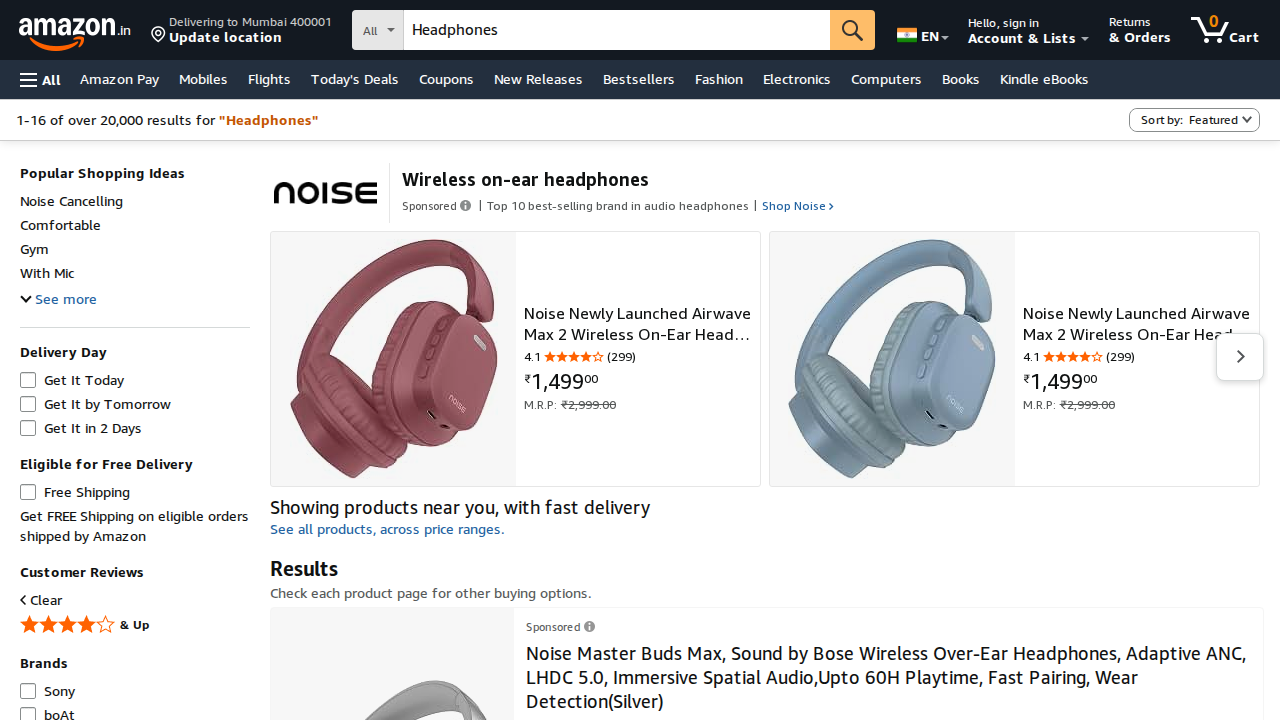 amazon.in
Delivering to Mumbai 400001
Update location
All
Headphones
EN
Hello, sign in
Account & Lists
Returns
& Orders
0
Cart
All
Amazon Pay
Mobiles
Flights
Today's Deals
Coupons
New Releases
Bestsellers
Fashion
Electronics
Computers
Books
Kindle eBooks
1-16 of over 20,000 results for "Headphones"
Sort by: Featured
Popular Shopping Ideas
Noise Cancelling
Comfortable
Gym
With Mic
See more
Delivery Day
Get It Today
Get It by Tomorrow
Get It in 2 Days
Eligible for Free Delivery
Free Shipping
Get FREE Shipping on eligible orders
shipped by Amazon
Customer Reviews
Clear
& Up
Brands
Sony
boAt
NOISE
Wireless on-ear headphones
Sponsored | Top 10 best-selling brand in audio headphones | Shop Noise
noise
Noise Newly Launched Airwave
Max 2 Wireless On-Ear Head…
4.1 (299)
₹1,49900
M.R.P: ₹2,999.00
noise
Noise Newly Launched Airwave
Max 2 Wireless On-Ear Head
4.1 (299)
₹1,49900
M.R.P: ₹2,999.00
Showing products near you, with fast delivery
See all products, across price ranges.
Results
Check each product page for other buying options.
Sponsored
Noise Master Buds Max, Sound by Bose Wireless Over-Ear Headphones, Adaptive ANC,
LHDC 5.0, Immersive Spatial Audio,Upto 60H Playtime, Fast Pairing, Wear
Detection(Silver)